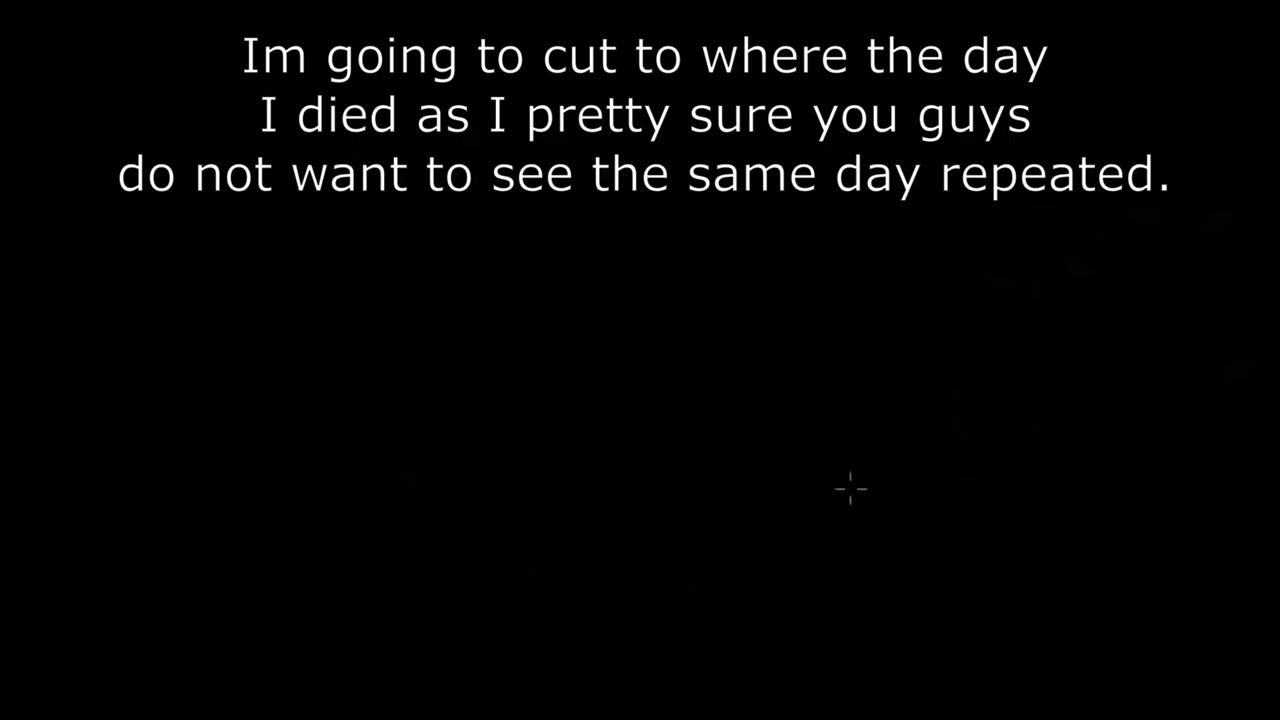 Im going to cut to where the day
I died as I pretty sure you guys
do not want to see the same day repeated.